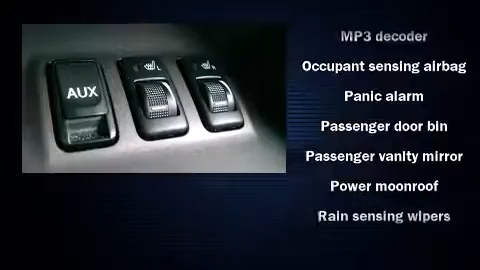 AUX
L
R
MP3 decoder
Occupant sensing airbag
Panic alarm
Passenger door bin
Passenger vanity mirror
Power moonroof
Rain sensing wipers